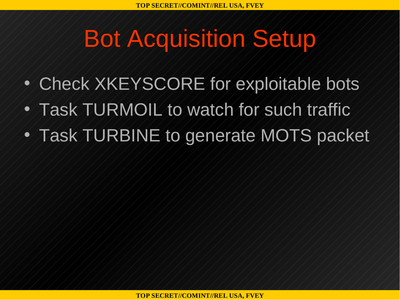 TOP SECRET//COMINT//REL USA, FVEY
Bot Acquisition Setup
• Check XKEYSCORE for exploitable bots
• Task TURMOIL to watch for such traffic
• Task TURBINE to generate MOTS packet
TOP SECRET//COMINT//REL USA, FVEY